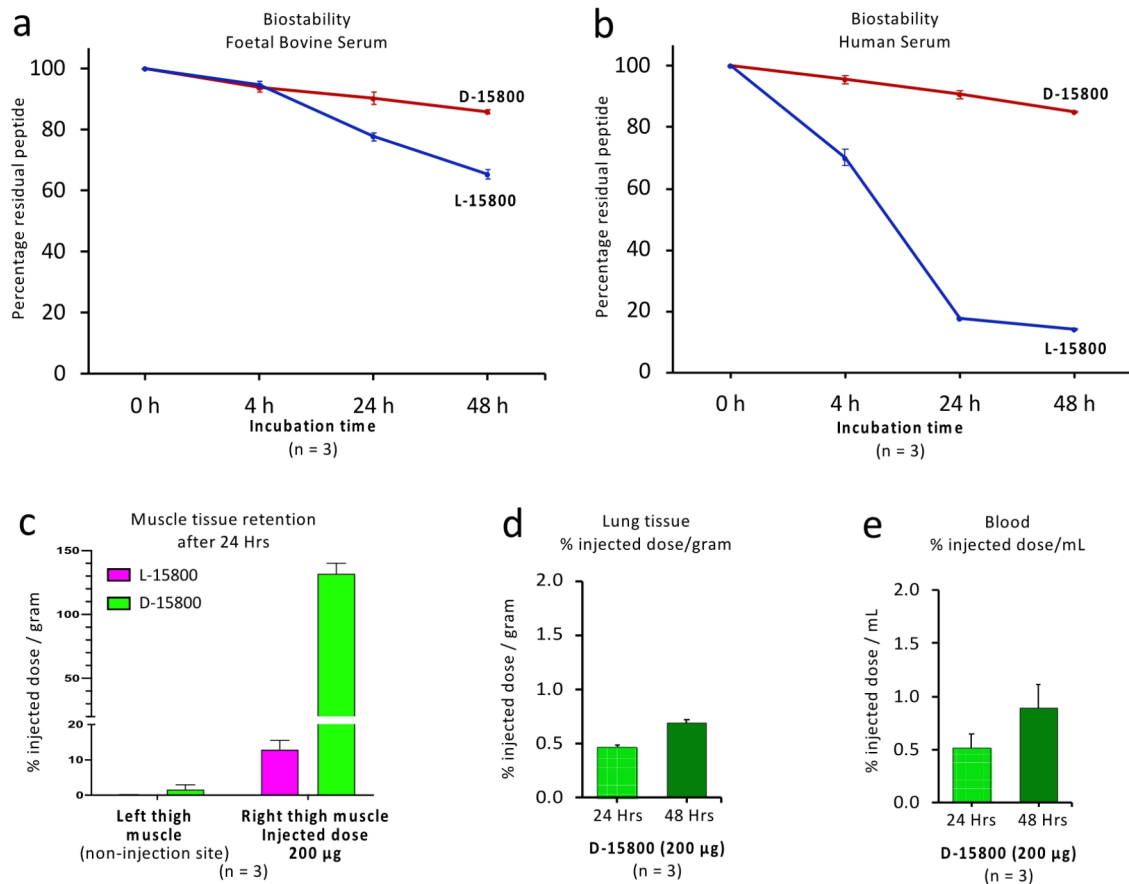 a
Biostability
Foetal Bovine Serum
Percentage residual peptide
100
80
60
40
20
0
D-15800
L-15800
0 h
4 h
24 h
48 h
Incubation time
(n = 3)
b
Biostability
Human Serum
Percentage residual peptide
100
80
60
40
20
0
D-15800
L-15800
0 h
4 h
24 h
48 h
Incubation time
(n = 3)
c
Muscle tissue retention
after 24 Hrs
% injected dose / gram
150
100
50
20
10
0
L-15800
D-15800
Left thigh
muscle
(non-injection site)
Right thigh muscle
Injected dose
200 µg
(n = 3)
d
Lung tissue
% injected dose/gram
% injected dose / gram
2.0
1.5
1.0
0.5
0.0
24 Hrs
48 Hrs
D-15800 (200 µg)
(n = 3)
e
Blood
% injected dose/mL
% injected dose / mL
2.0
1.5
1.0
0.5
0.0
24 Hrs
48 Hrs
D-15800 (200 µg)
(n = 3)